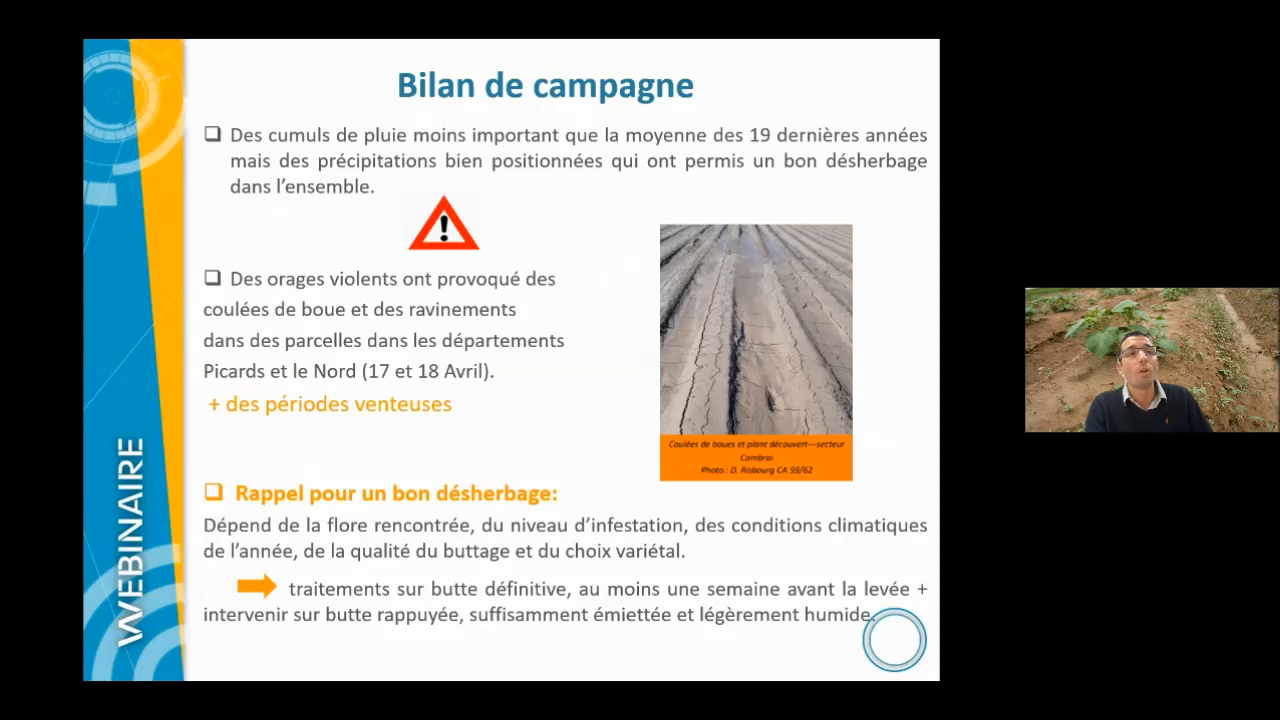 Bilan de campagne
Des cumuls de pluie moins important que la moyenne des 19 dernières années
mais des précipitations bien positionnées qui ont permis un bon désherbage
dans l'ensemble.
!
Des orages violents ont provoqué des
coulées de boue et des ravinements
dans des parcelles dans les départements
Picards et le Nord (17 et 18 Avril).
+ des périodes venteuses
Coulées de boues et plant découvert—secteur
Cambrai
Photo : D. Risbourg CA 59/62
Rappel pour un bon désherbage:
Dépend de la flore rencontrée, du niveau d'infestation, des conditions climatiques
de l'année, de la qualité du buttage et du choix variétal.
traitements sur butte définitive, au moins une semaine avant la levée +
intervenir sur butte rappuyée, suffisamment émiettée et légèrement humide.
WEBINAIRE